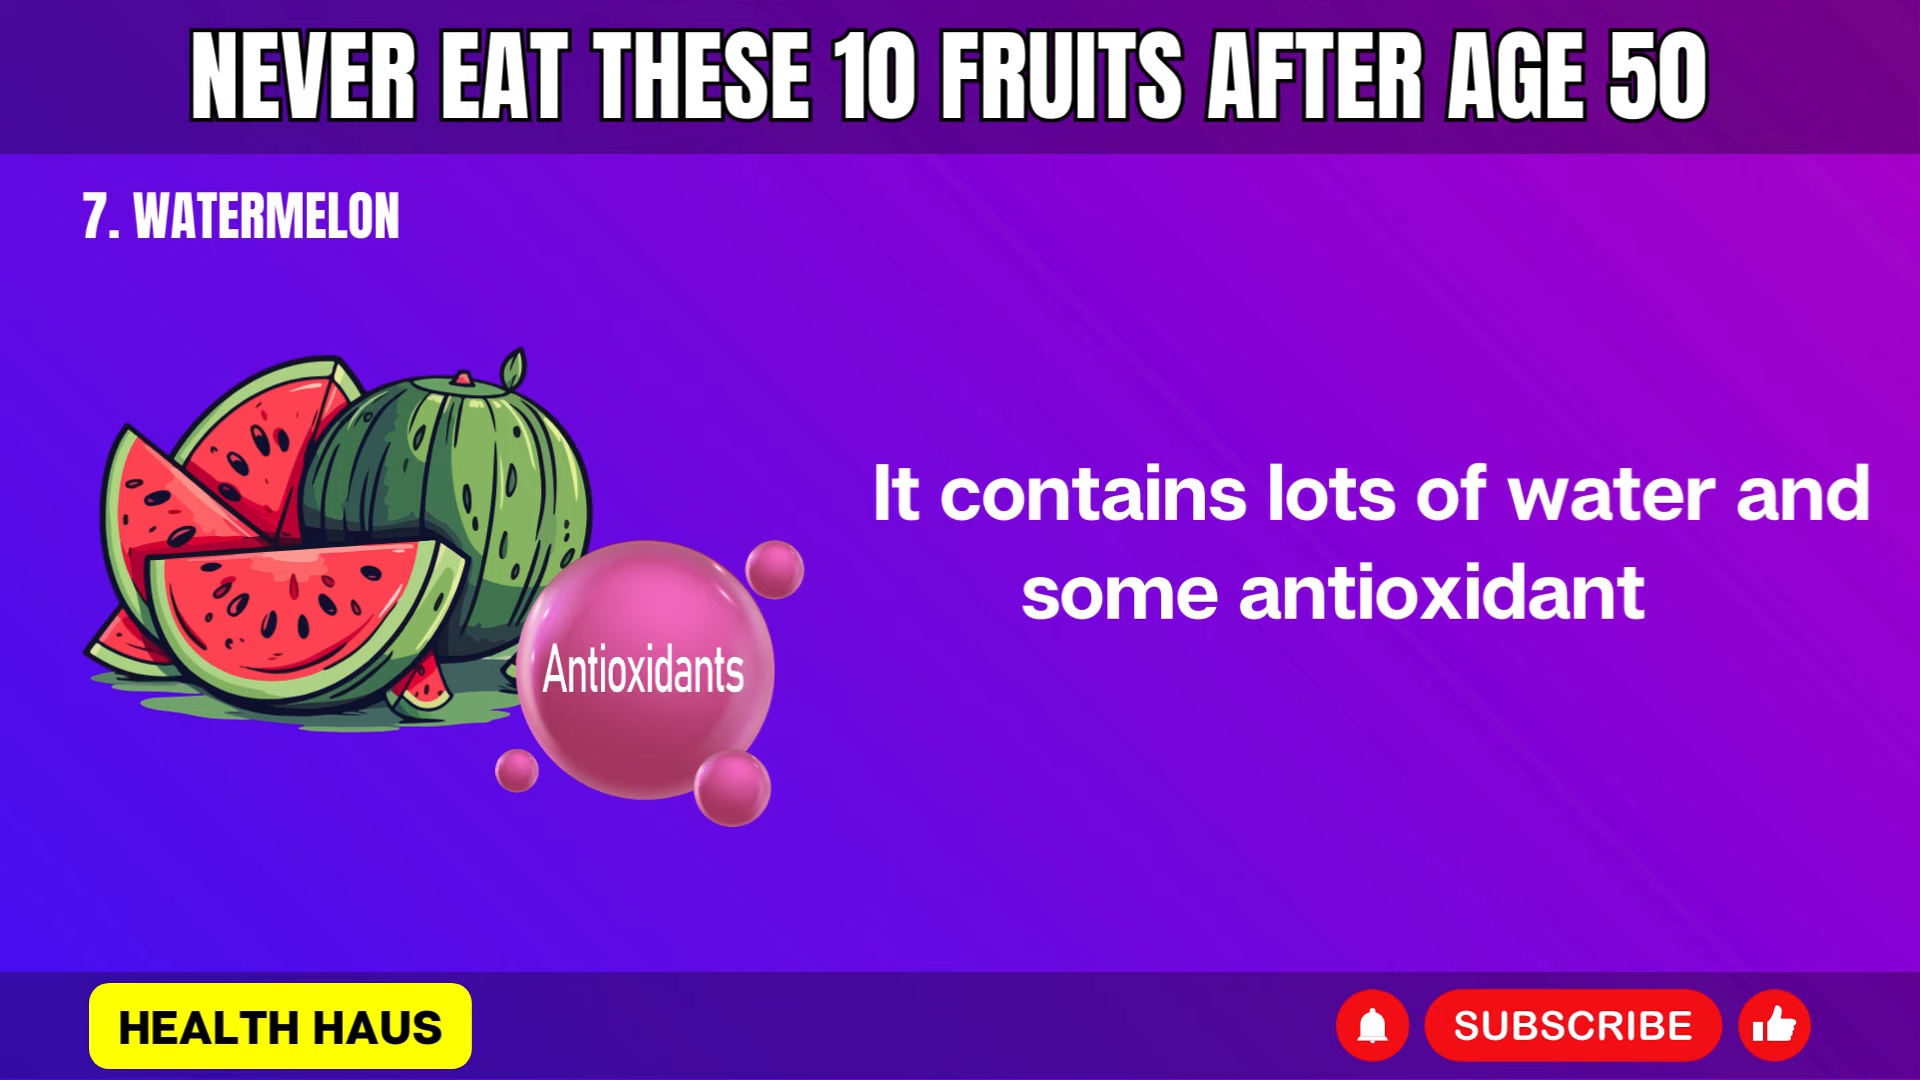 NEVER EAT THESE 10 FRUITS AFTER AGE 50
7. WATERMELON
It contains lots of water and
some antioxidant
Antioxidants
HEALTH HAUS
SUBSCRIBE